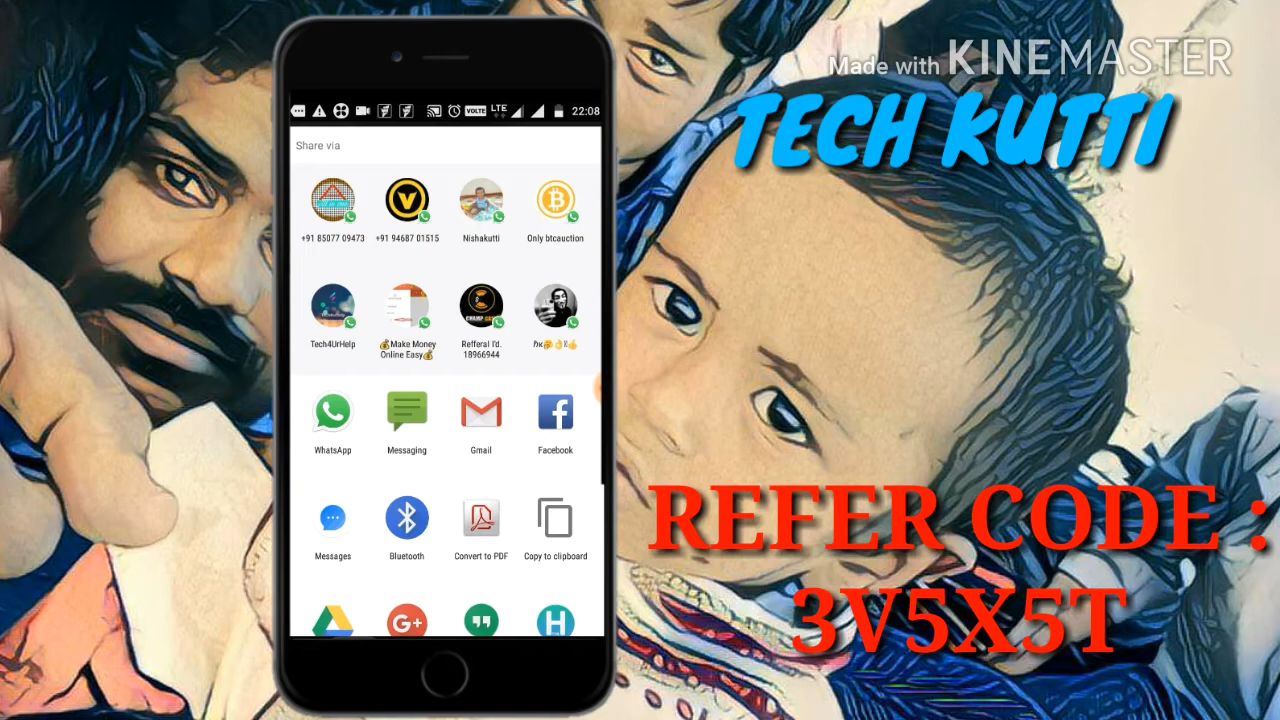 Made with KINEMASTER
TECH KUTTI
VOLTE LTE 22:08
Share via
+91 85077 09473 +91 94687 01515 Nishakutti Only btcauction
Tech4UrHelp 💰Make Money Refferal I'd.
Online Easy💰 18966944
WhatsApp Messaging Gmail Facebook
Messages Bluetooth Convert to PDF Copy to clipboard
G+ H
REFER CODE :
3V5X5T